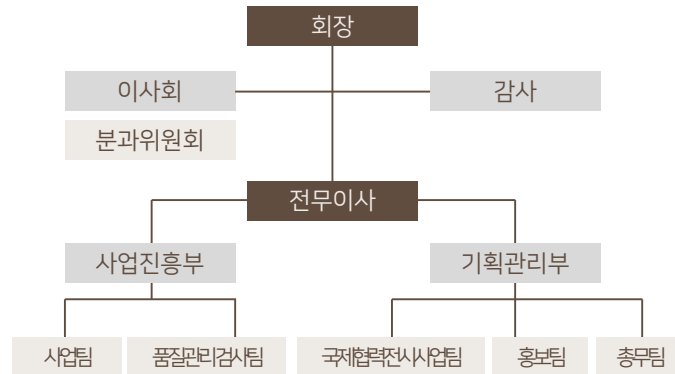 회장
이사회
감사
분과위원회
전무이사
사업진흥부
기획관리부
사업팀
품질관리검사팀
국제협력전시사업팀
홍보팀
총무팀